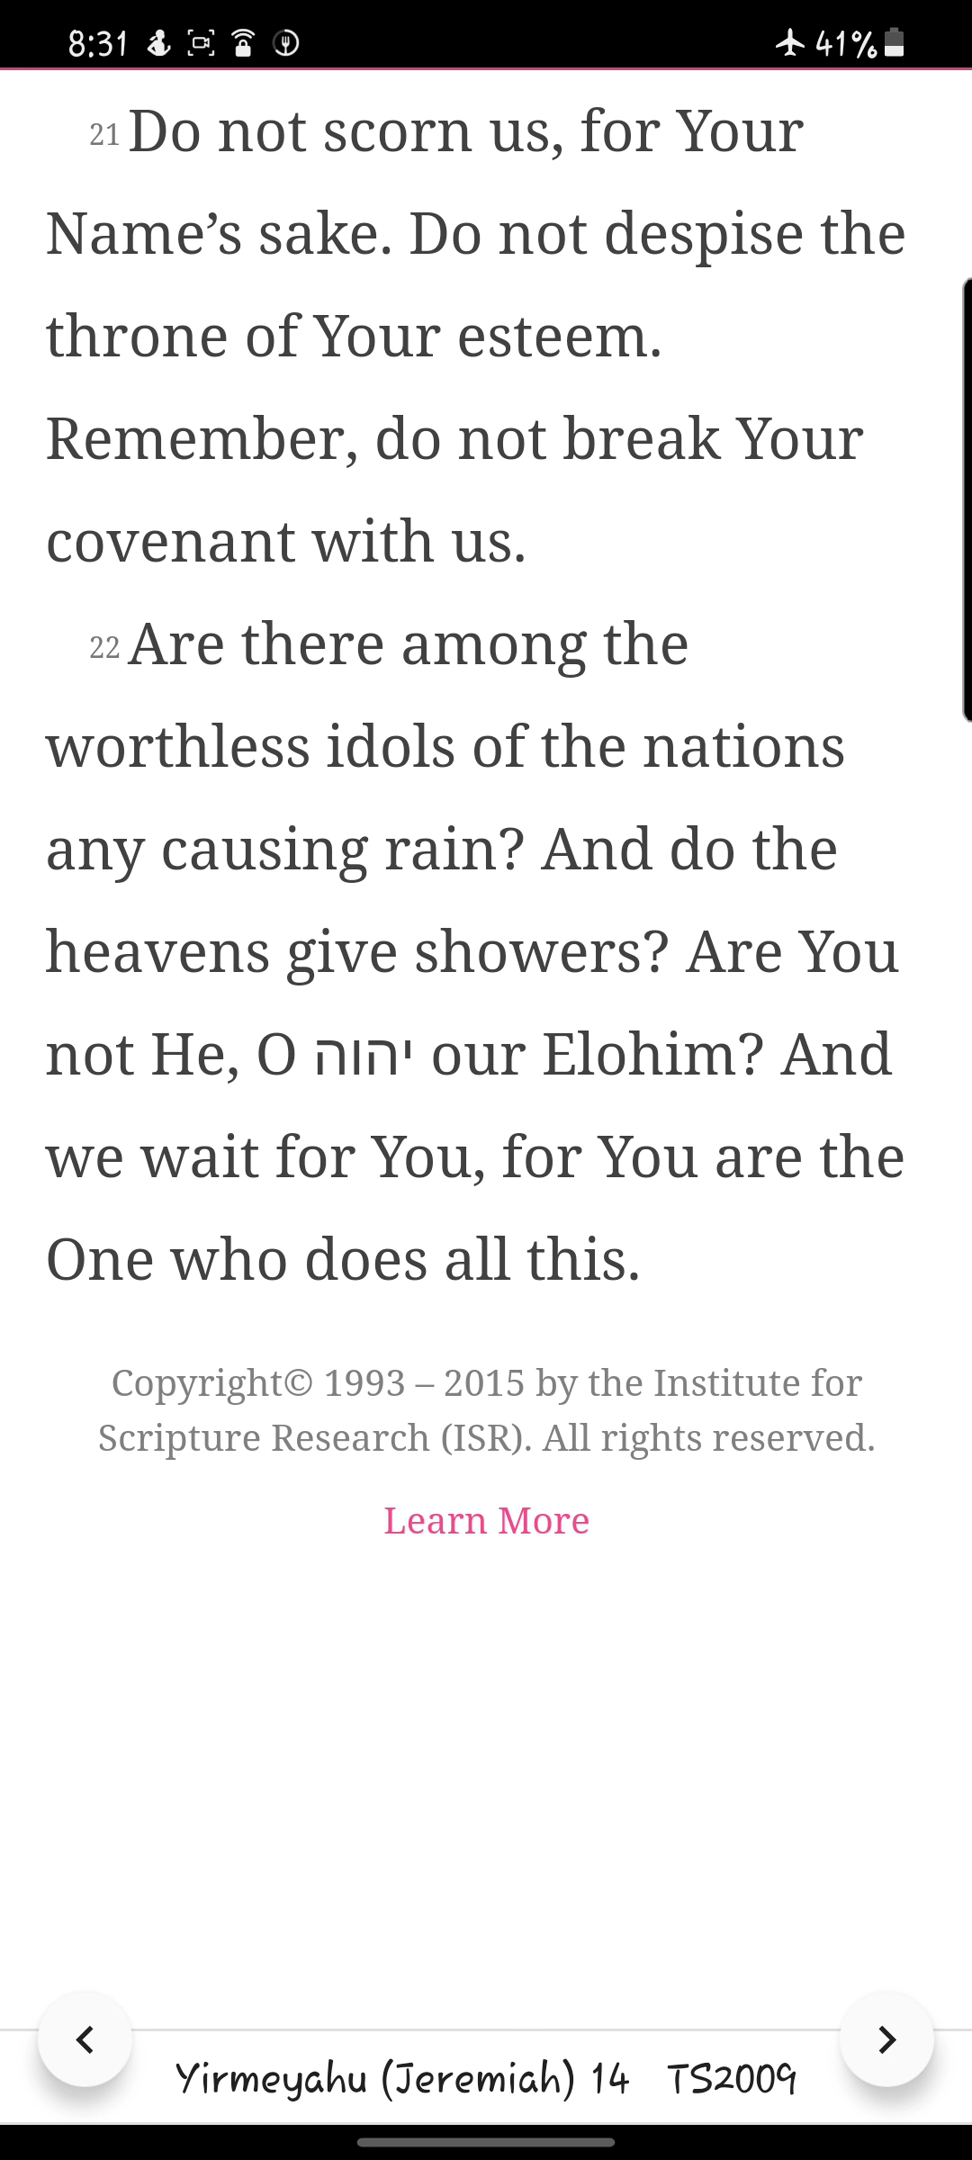 8:31
41%
21 Do not scorn us, for Your
Name’s sake. Do not despise the
throne of Your esteem.
Remember, do not break Your
covenant with us.
22 Are there among the
worthless idols of the nations
any causing rain? And do the
heavens give showers? Are You
not He, O יהוה our Elohim? And
we wait for You, for You are the
One who does all this.
Copyright© 1993 – 2015 by the Institute for
Scripture Research (ISR). All rights reserved.
Learn More
Yirmeyahu (Jeremiah) 14 TS2009